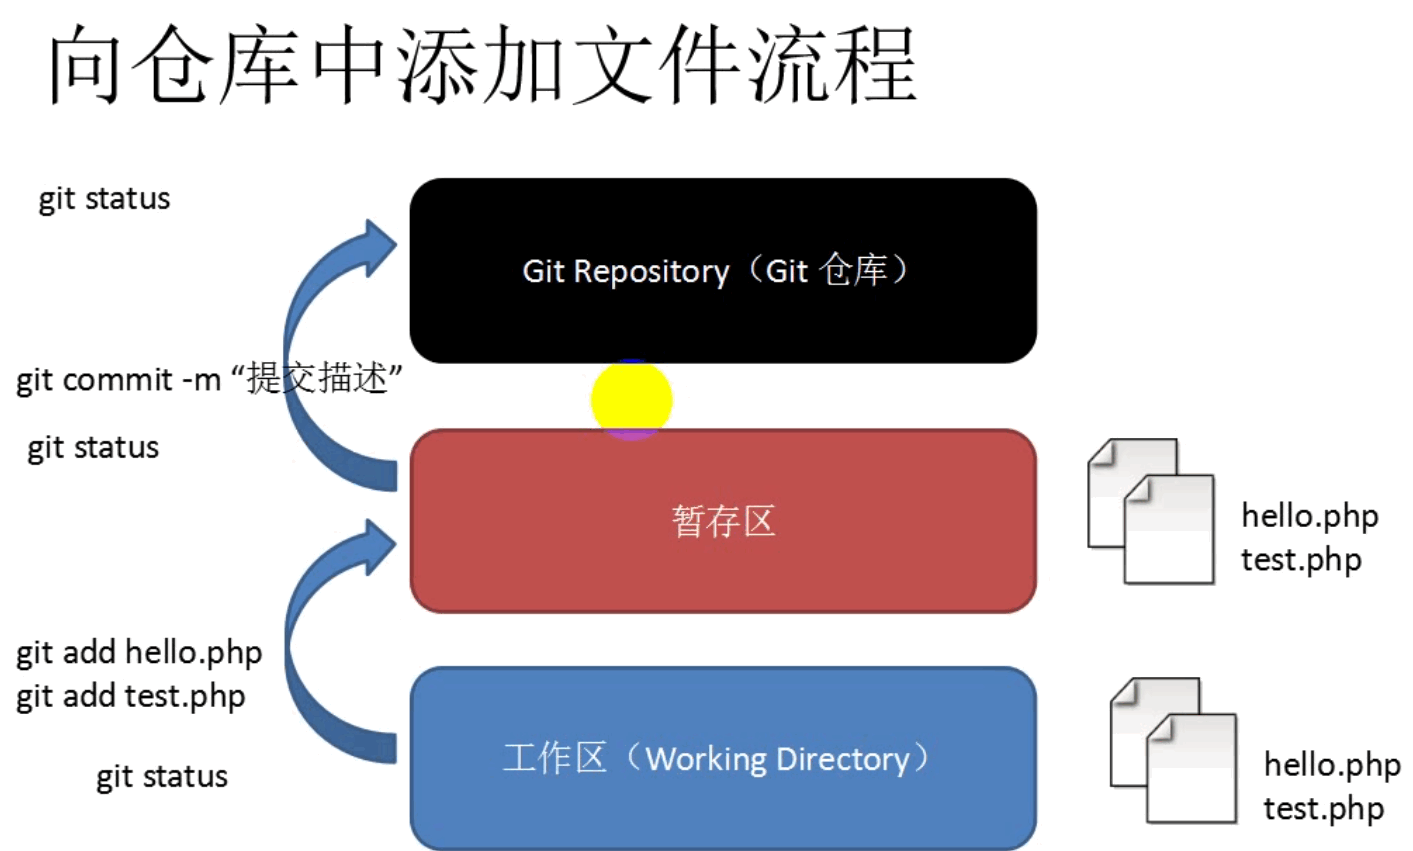 向仓库中添加文件流程
git status
Git Repository（Git 仓库）
git commit -m “提交描述”
git status
暂存区
hello.php
test.php
git add hello.php
git add test.php
git status
工作区（Working Directory）
hello.php
test.php